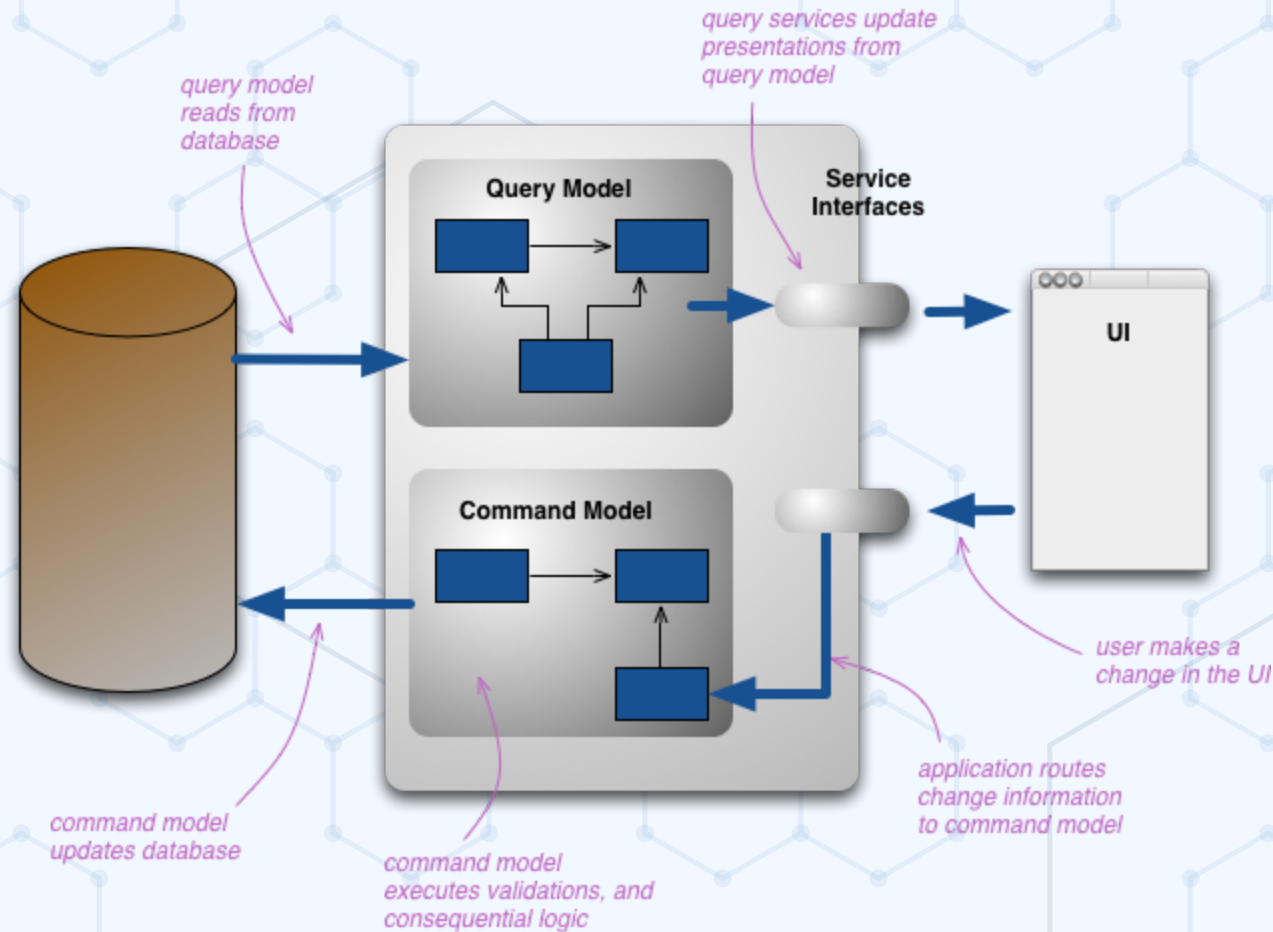 query services update
presentations from
query model
query model
reads from
database
Query Model
Service
Interfaces
UI
Command Model
user makes a
change in the UI
application routes
change information
to command model
command model
updates database
command model
executes validations, and
consequential logic